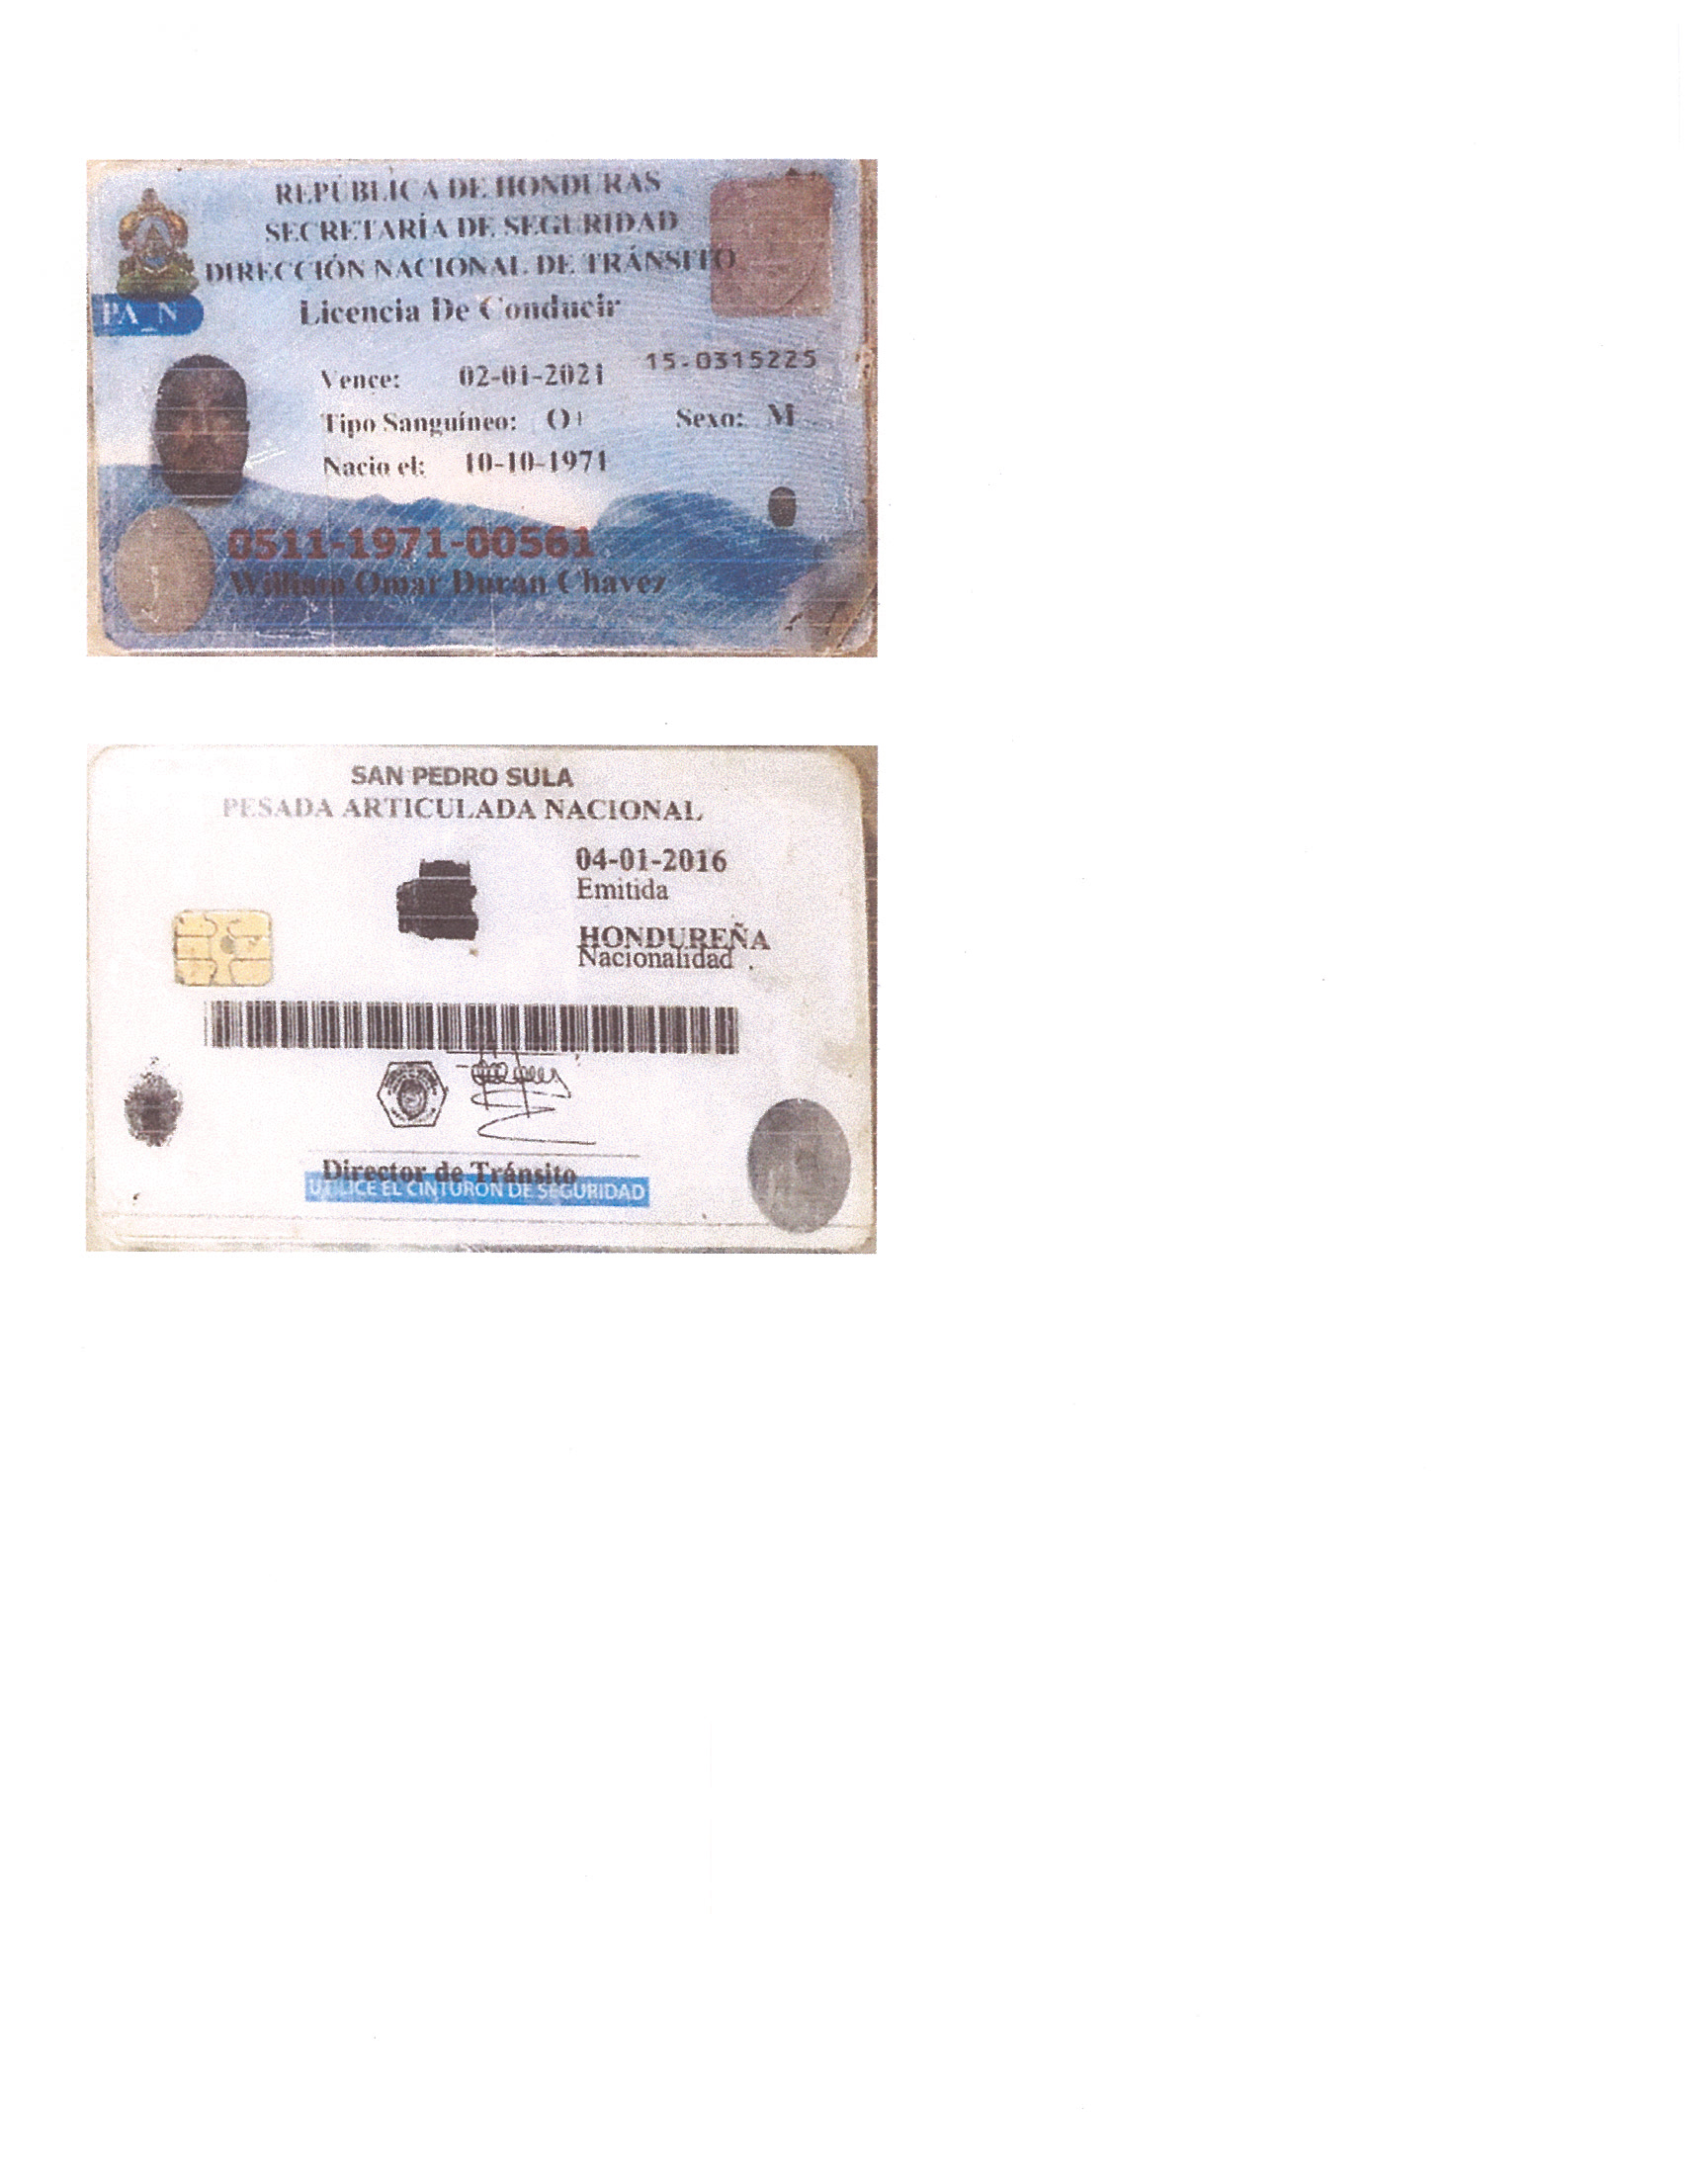 REPÚBLICA DE HONDURAS
SECRETARÍA DE SEGURIDAD
DIRECCIÓN NACIONAL DE TRÁNSITO
PA_N
Licencia De Conducir
15-0315225
Vence: 02-01-2021
Tipo Sanguíneo: O+ Sexo: M
Nacio el: 10-10-1971
0511-1971-00561
William Omar Duran Chavez
SAN PEDRO SULA
PESADA ARTICULADA NACIONAL
04-01-2016
Emitida
HONDUREÑA
Nacionalidad
Director de Tránsito
UTILICE EL CINTURON DE SEGURIDAD